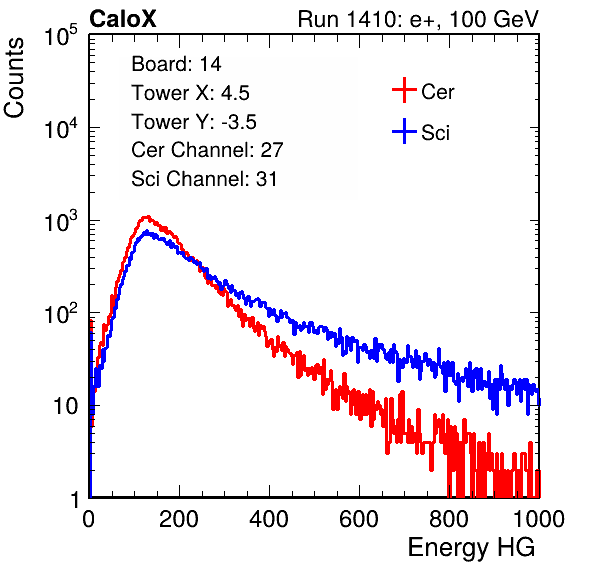 CaloX Run 1410: e+, 100 GeV
Board: 14
Tower X: 4.5
Tower Y: -3.5
Cer Channel: 27
Sci Channel: 31
Cer
Sci
Counts
10^5
10^4
10^3
10^2
10
1
0 200 400 600 800 1000
Energy HG